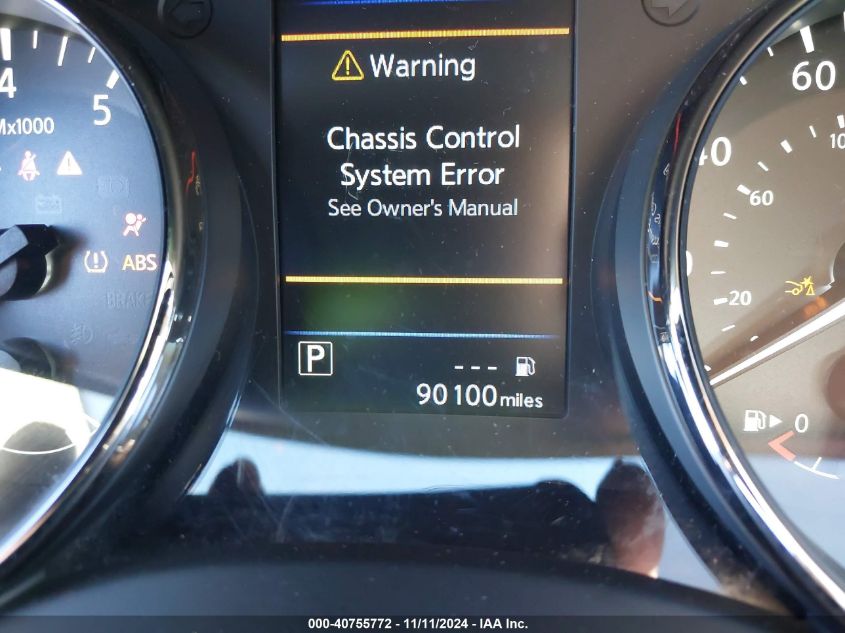 Warning
Chassis Control
System Error
See Owner's Manual
P
---
90100 miles
4
5
Mx1000
ABS
BRAKE
60
40
60
20
0
000-40755772 - 11/11/2024 - IAA Inc.